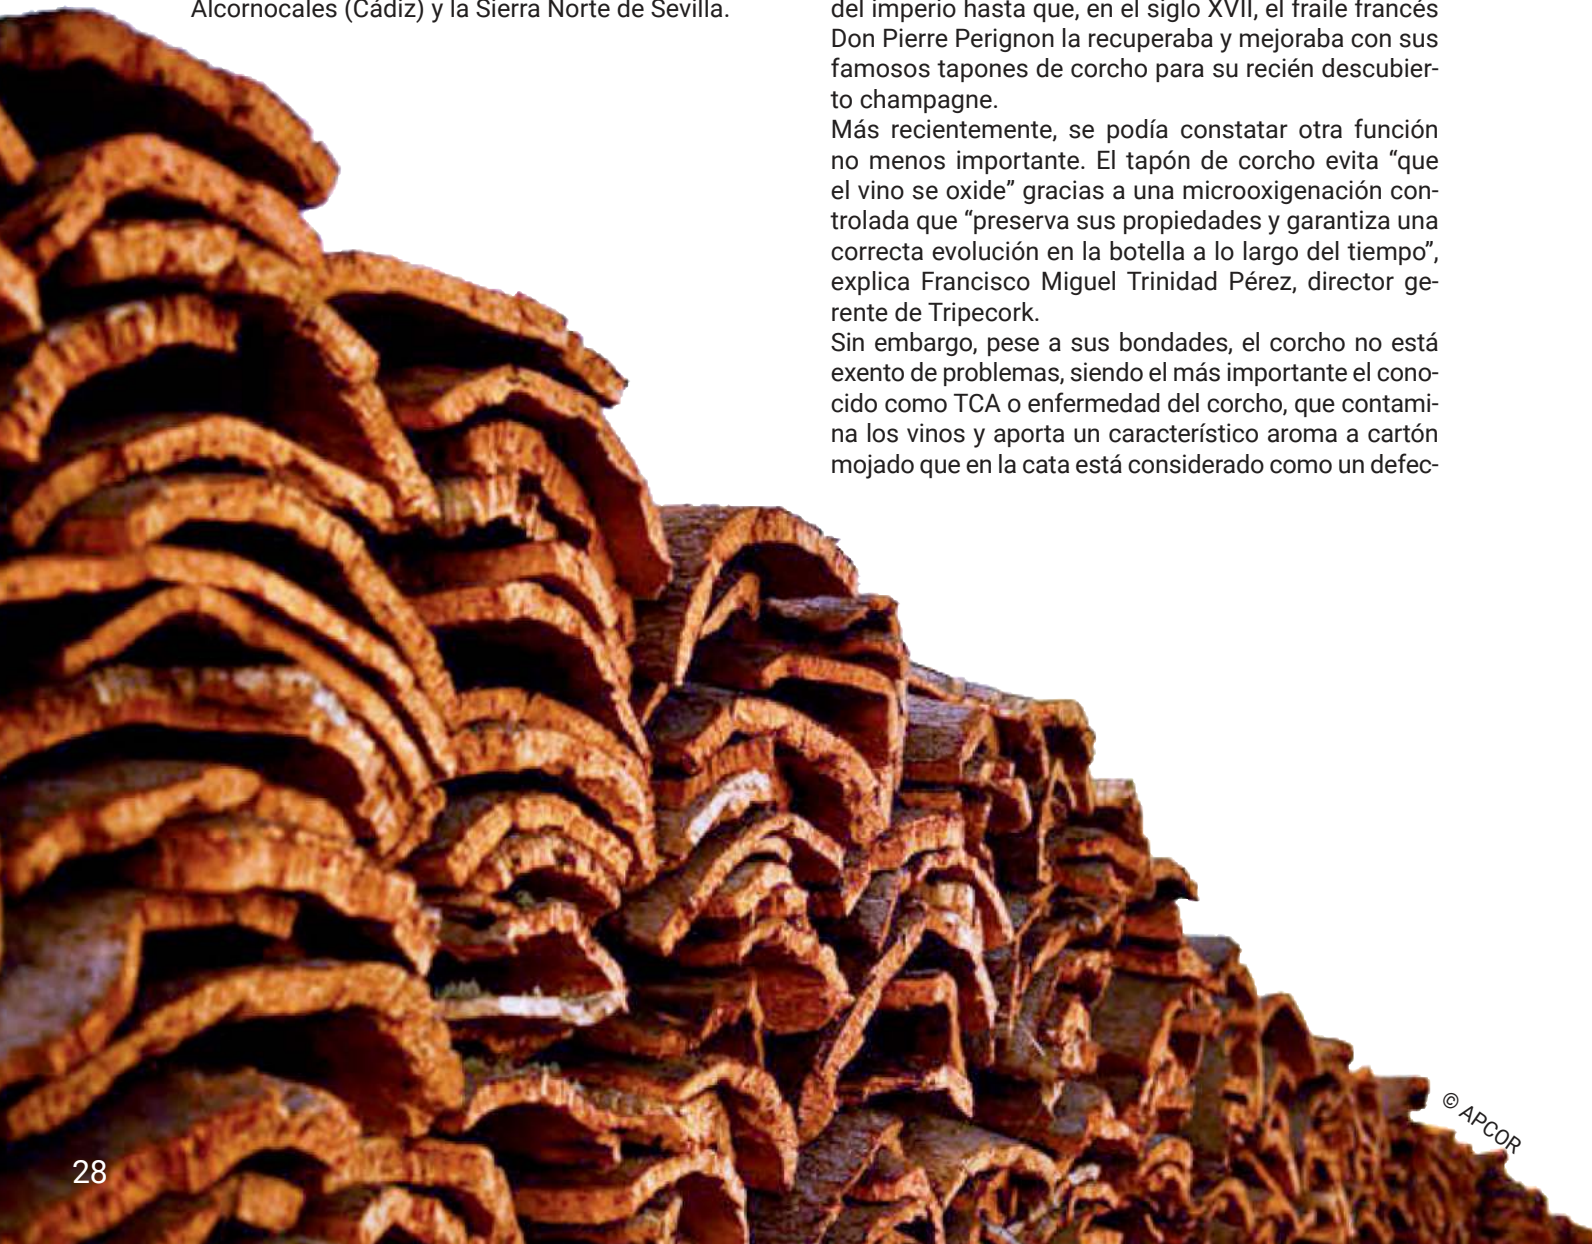 Alcornocales (Cádiz) y la Sierra Norte de Sevilla.
del imperio hasta que, en el siglo XVII, el fraile francés
Don Pierre Perignon la recuperaba y mejoraba con sus
famosos tapones de corcho para su recién descubier-
to champagne.
Más recientemente, se podía constatar otra función
no menos importante. El tapón de corcho evita “que
el vino se oxide” gracias a una microoxigenación con-
trolada que “preserva sus propiedades y garantiza una
correcta evolución en la botella a lo largo del tiempo”,
explica Francisco Miguel Trinidad Pérez, director ge-
rente de Tripecork.
Sin embargo, pese a sus bondades, el corcho no está
exento de problemas, siendo el más importante el cono-
cido como TCA o enfermedad del corcho, que contami-
na los vinos y aporta un característico aroma a cartón
mojado que en la cata está considerado como un defec-
© APCOR
28